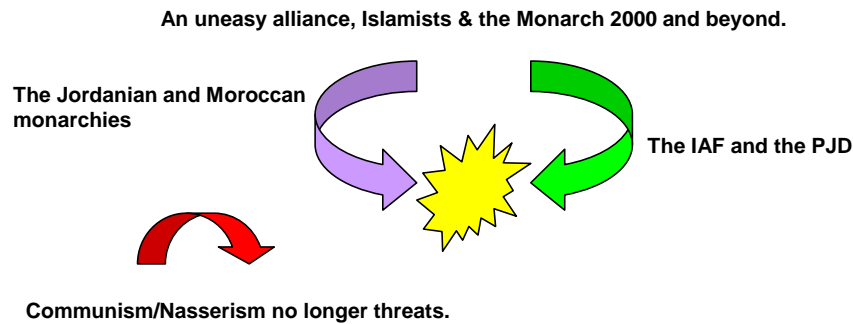 An uneasy alliance, Islamists & the Monarch 2000 and beyond.
The Jordanian and Moroccan
monarchies
The IAF and the PJD
Communism/Nasserism no longer threats.